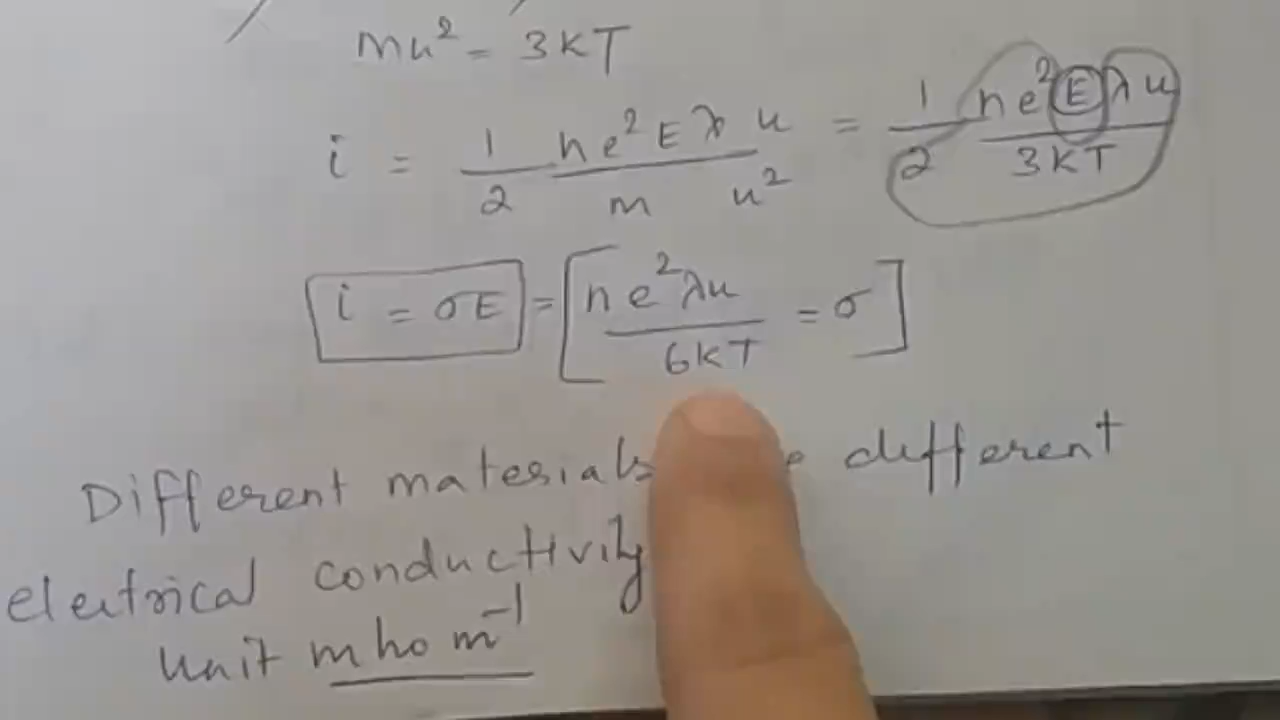 mu² = 3KT
i = 1/2 ne²Eλ u / m u² = 1/2 ne²Eλu / 3KT
i = σE = [ne²λu / 6KT = σ]
Different materials different
electrical conductivity
unit mho m⁻¹